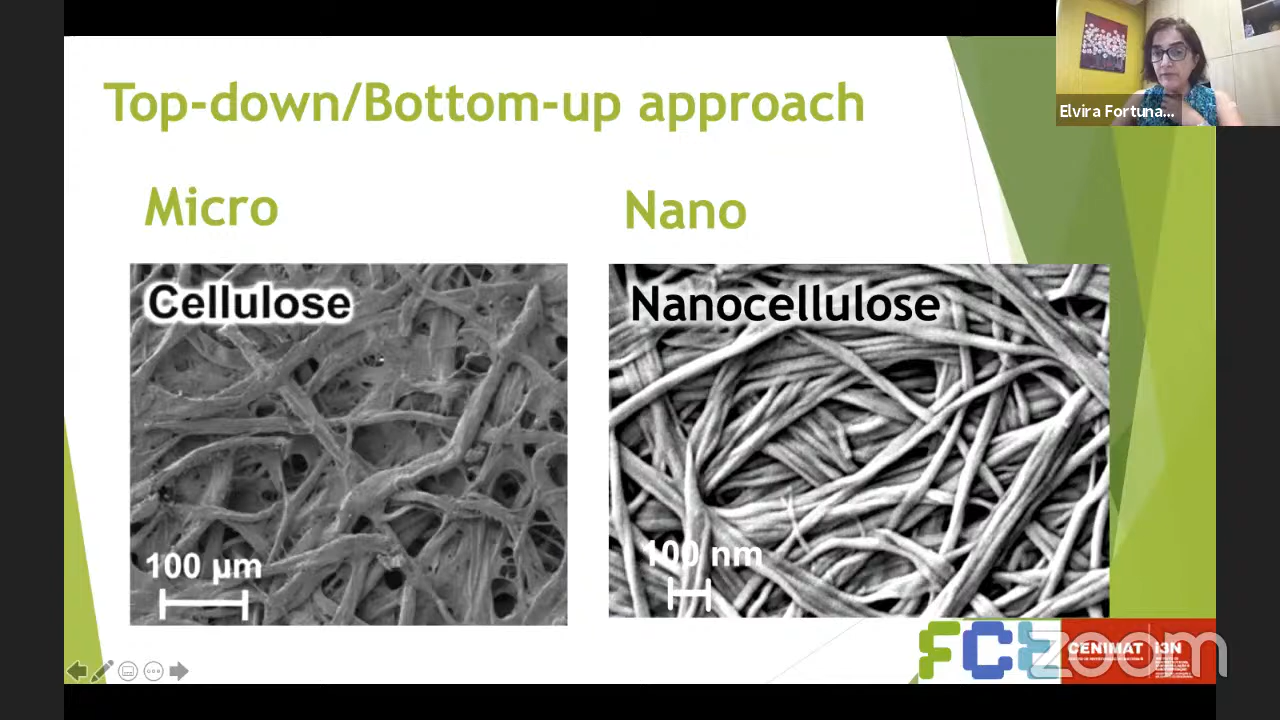 Top-down/Bottom-up approach
Elvira Fortuna...
Micro
Nano
Cellulose
Nanocellulose
100 µm
100 nm
zoom
CENIMAT I3N